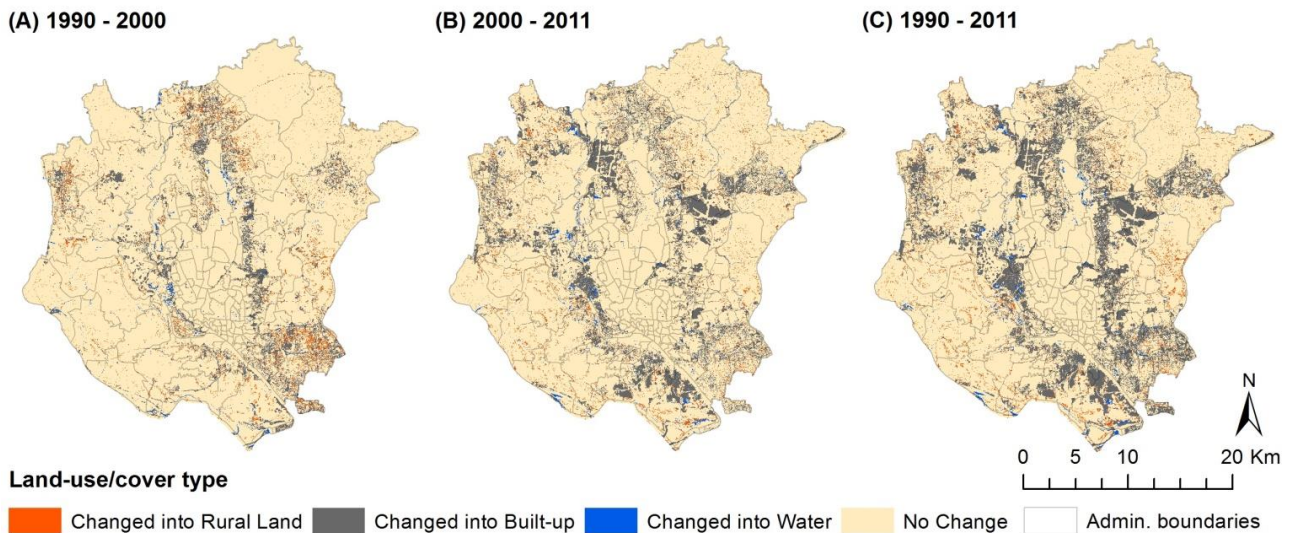 (A) 1990 - 2000
(B) 2000 - 2011
(C) 1990 - 2011
N
0 5 10 20 Km
Land-use/cover type
Changed into Rural Land Changed into Built-up Changed into Water No Change Admin. boundaries